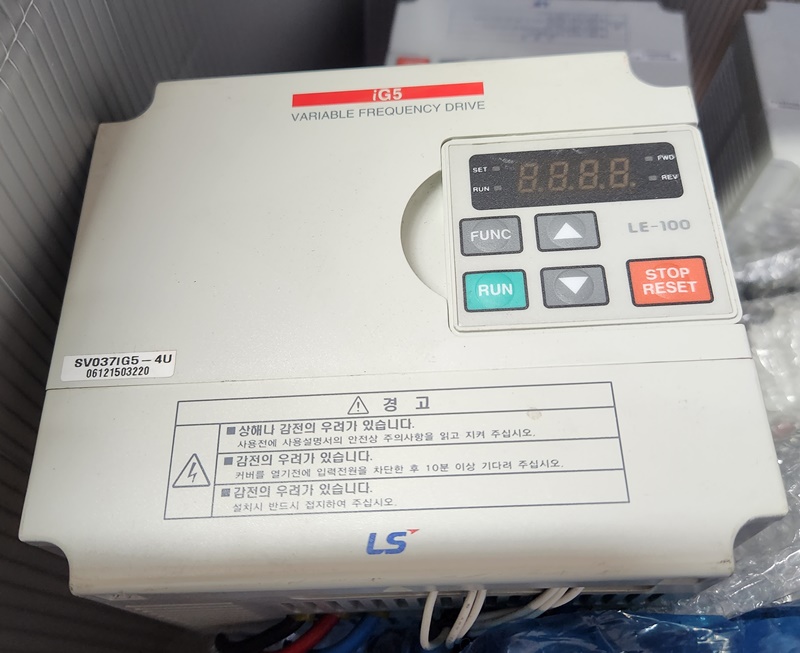 iG5
VARIABLE FREQUENCY DRIVE
SET
FWD
RUN
REV
8.8.8.8.
FUNC
LE-100
RUN
STOP
RESET
SV037IG5-4U
06121503220
경 고
■상해나 감전의 우려가 있습니다.
사용전에 사용설명서의 안전상 주의사항을 읽고 지켜 주십시오.
■감전의 우려가 있습니다.
커버를 열기전에 입력전원을 차단한 후 10분 이상 기다려 주십시오.
■감전의 우려가 있습니다.
설치시 반드시 접지하여 주십시오.
LS